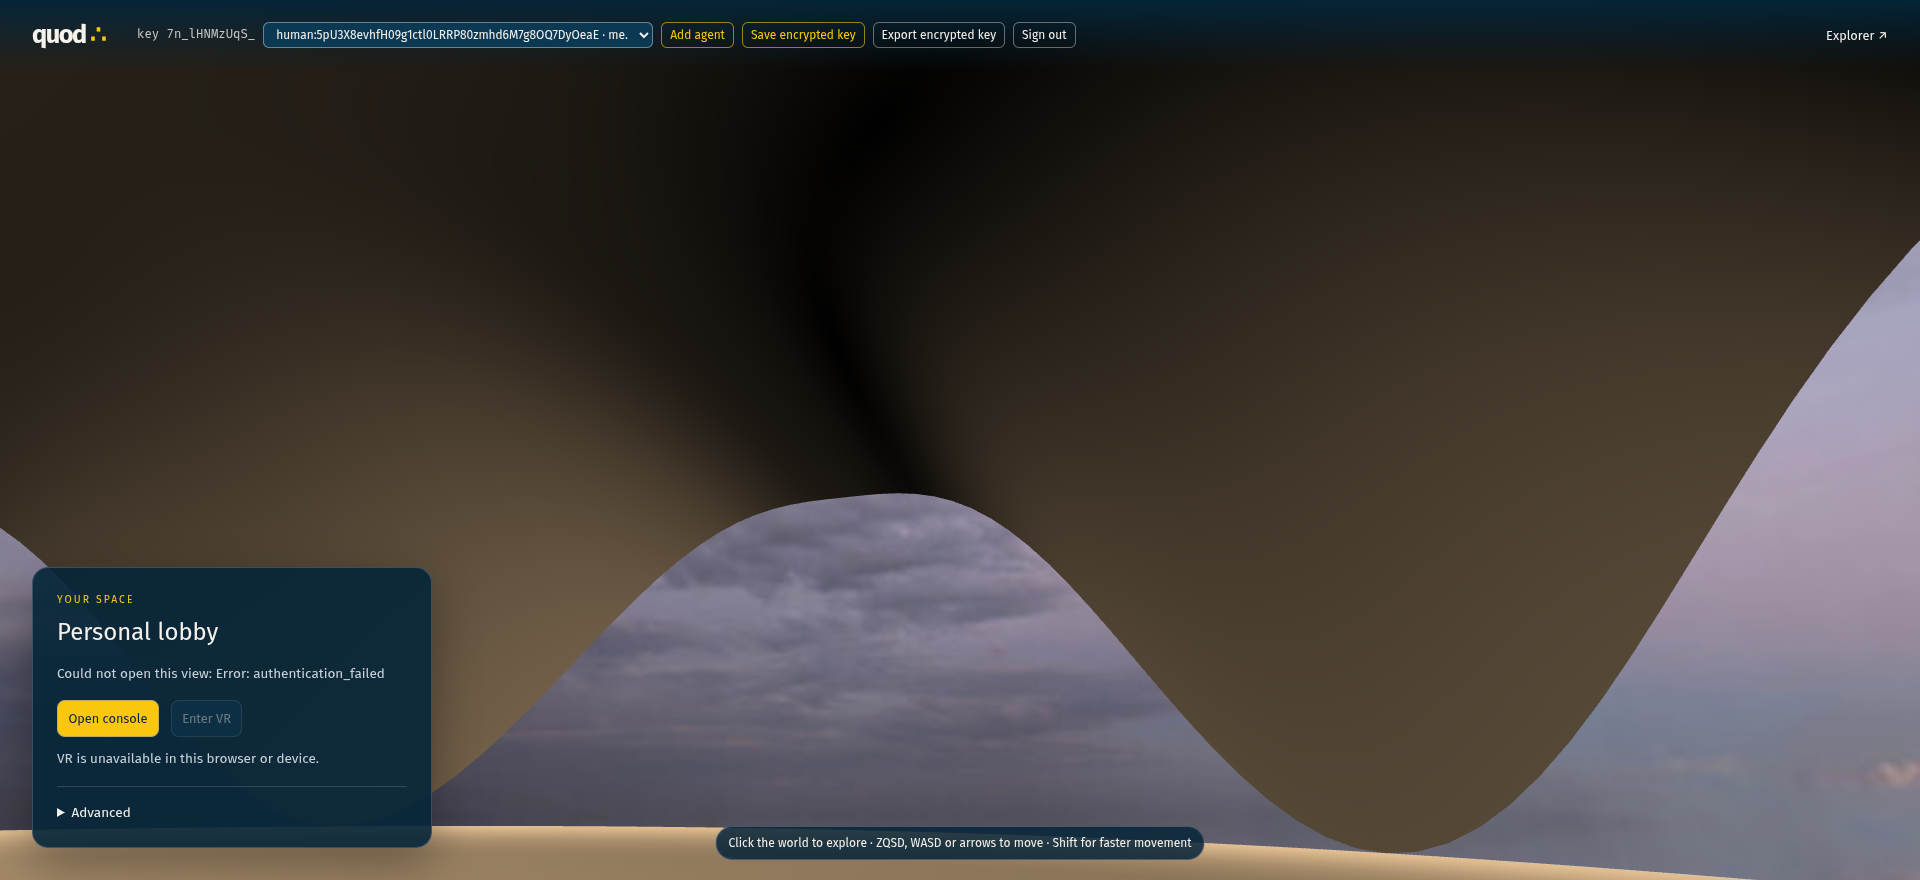 quod
key 7n_lHNMzUqS_
human:5pU3X8evhfH09g1ctl0LRRP80zmhd6M7g8OQ7DyOeaE · me.
Add agent
Save encrypted key
Export encrypted key
Sign out
Explorer ↗
YOUR SPACE
Personal lobby
Could not open this view: Error: authentication_failed
Open console
Enter VR
VR is unavailable in this browser or device.
Advanced
Click the world to explore · ZQSD, WASD or arrows to move · Shift for faster movement